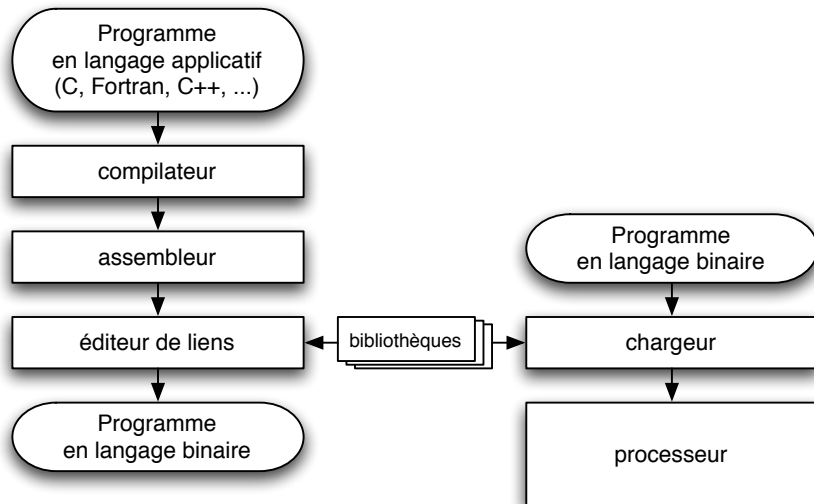 Programme
en langage applicatif
(C, Fortran, C++, ...)
compilateur
assembleur
éditeur de liens
Programme
en langage binaire
bibliothèques
Programme
en langage binaire
chargeur
processeur